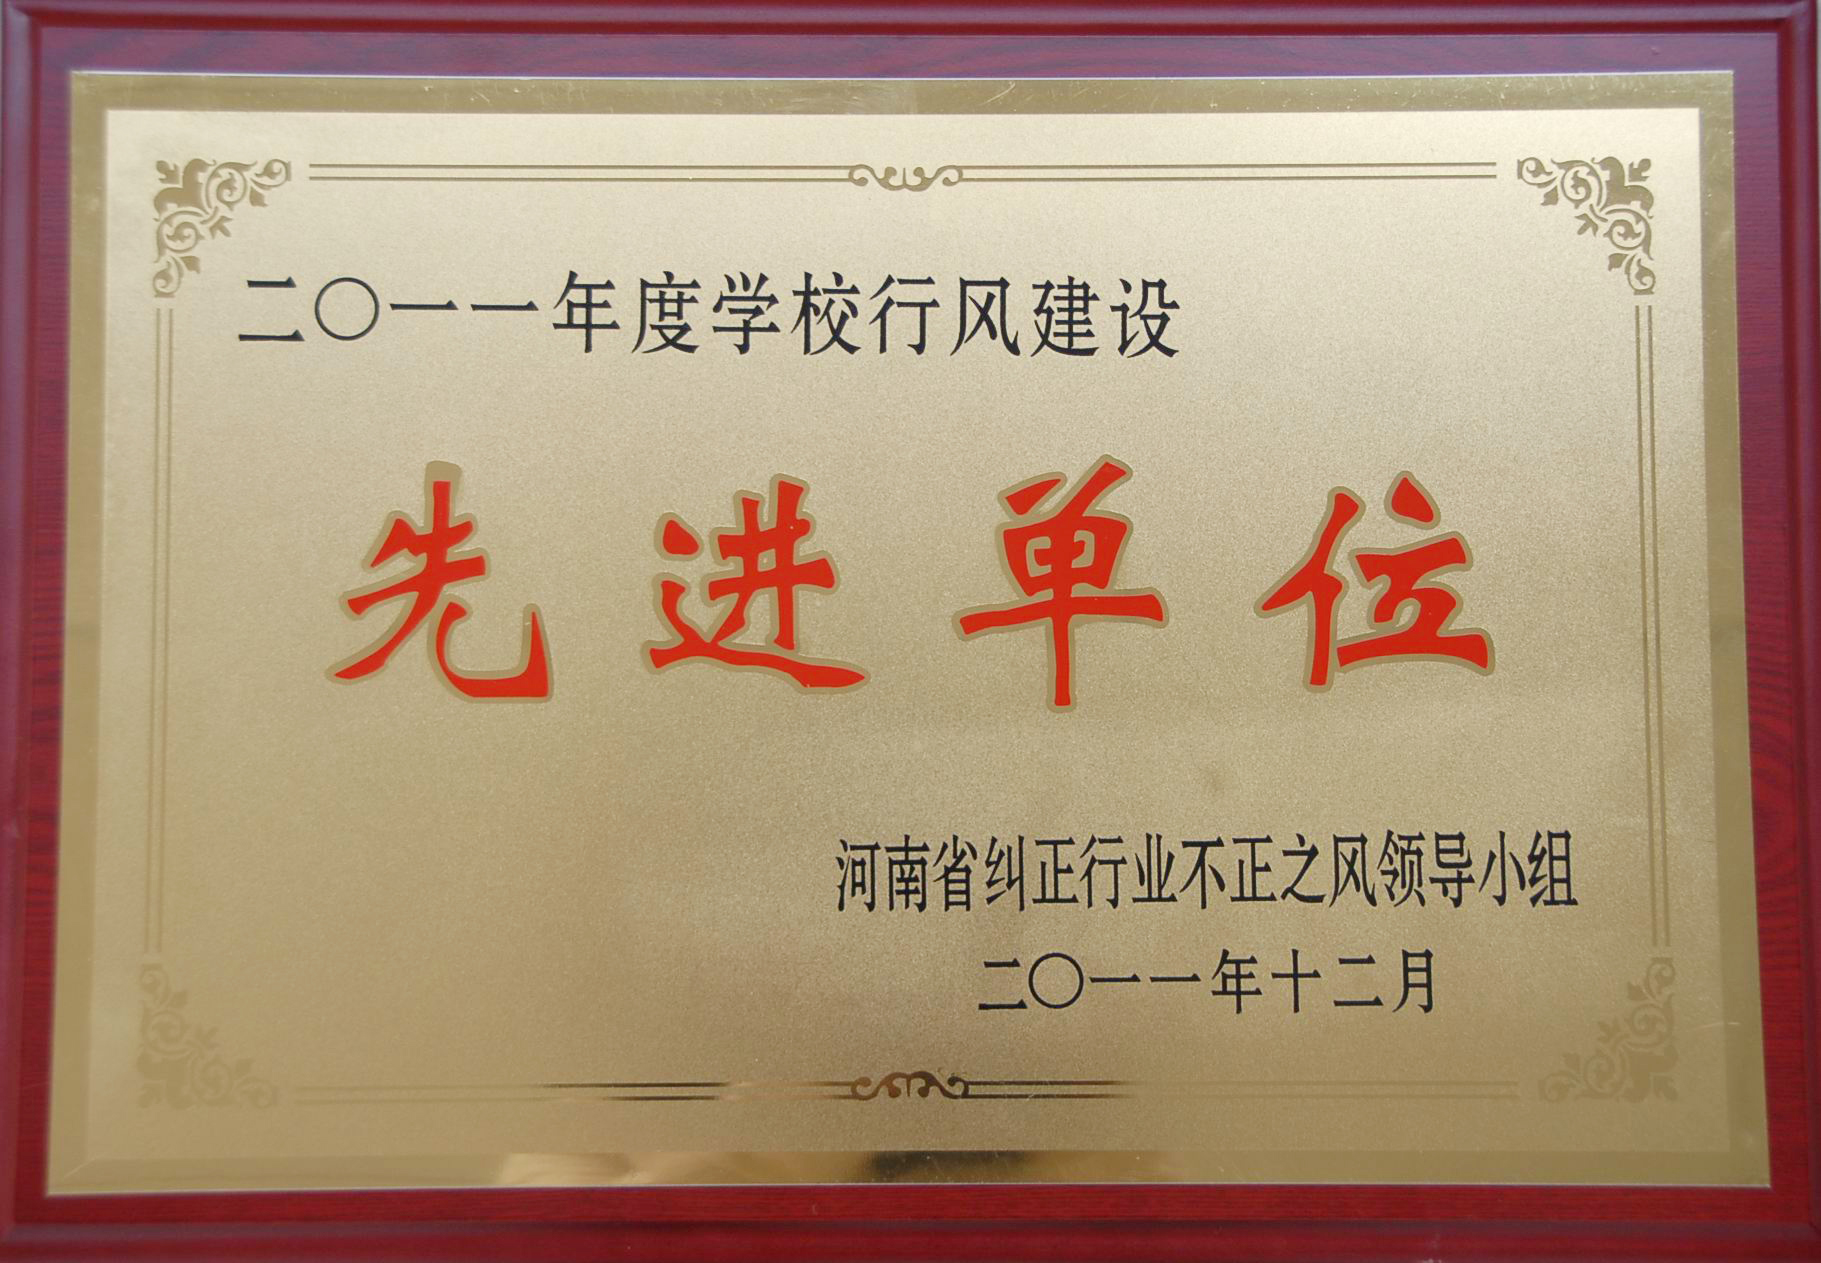 二〇一一年度学校行风建设
先进单位
河南省纠正行业不正之风领导小组
二〇一一年十二月